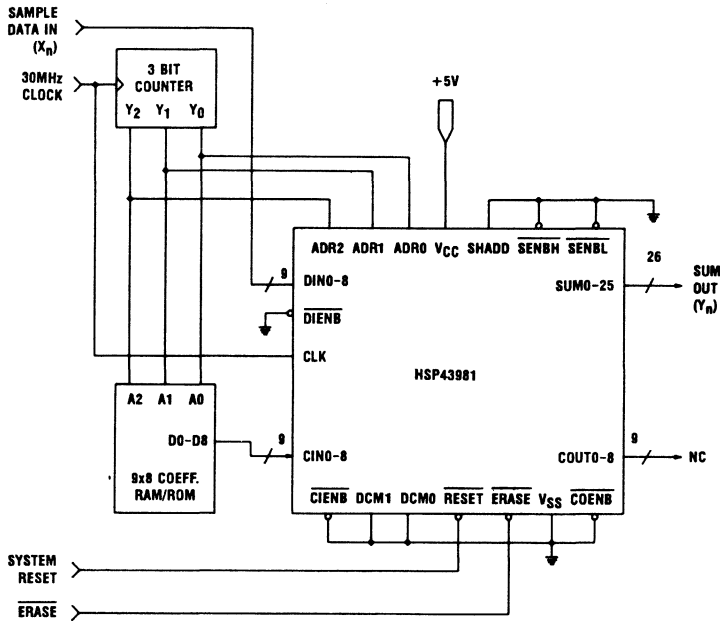 SAMPLE
DATA IN
(Xn)
30MHz
CLOCK
3 BIT
COUNTER
Y2 Y1 Y0
+5V
ADR2 ADR1 ADR0 VCC SHADD SENBH SENBL
9
DIN0-8
DIENB
CLK
HSP43981
26
SUM0-25
SUM
OUT
(Yn)
A2 A1 A0
D0-D8
9x8 COEFF.
RAM/ROM
9
CIN0-8
COUT0-8
9
NC
CIENB DCM1 DCM0 RESET ERASE VSS COENB
SYSTEM
RESET
ERASE